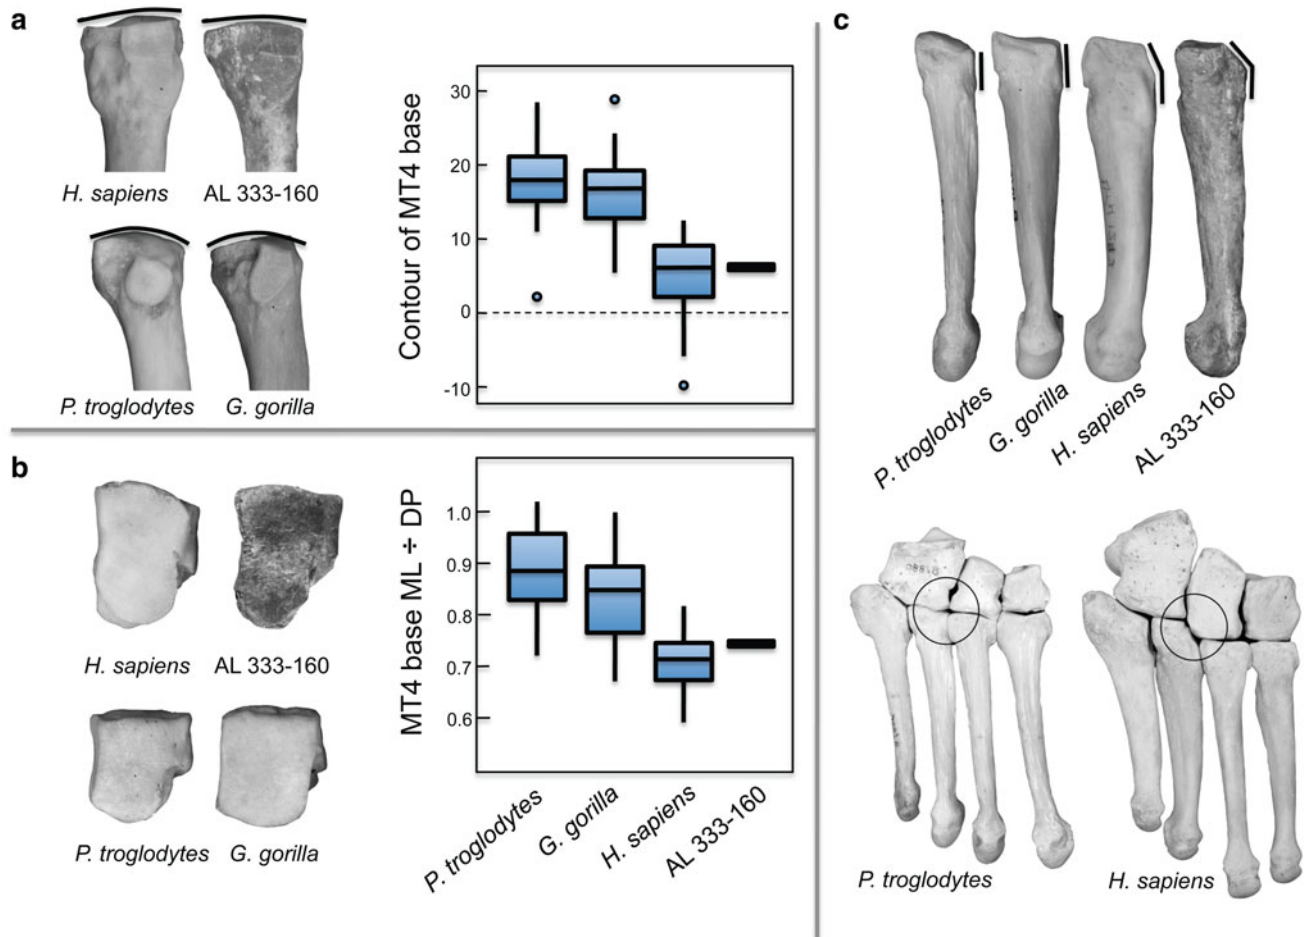 a
H. sapiens
AL 333-160
P. troglodytes
G. gorilla
Contour of MT4 base
30
20
10
0
-10
b
H. sapiens
AL 333-160
P. troglodytes
G. gorilla
MT4 base ML ÷ DP
1.0
0.9
0.8
0.7
0.6
P. troglodytes
G. gorilla
H. sapiens
AL 333-160
c
P. troglodytes
G. gorilla
H. sapiens
AL 333-160
P. troglodytes
H. sapiens